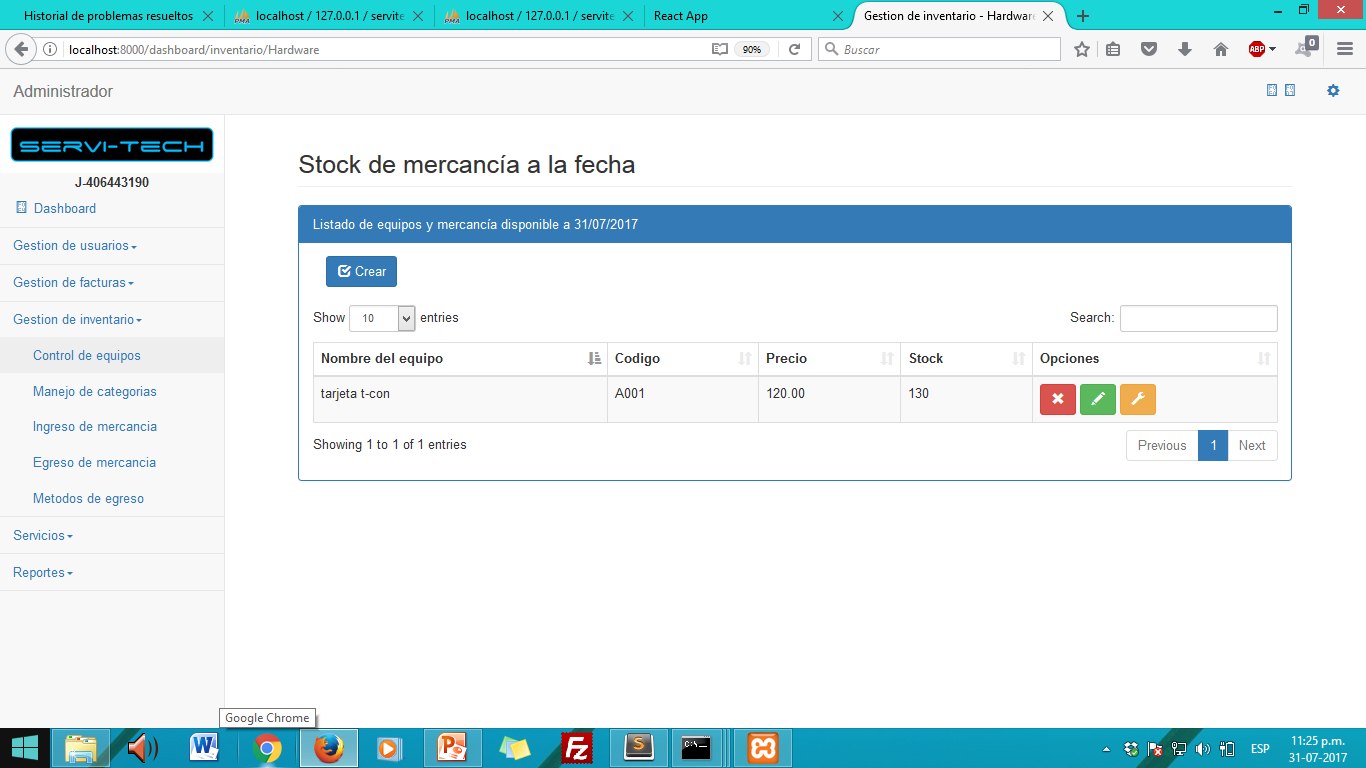 Historial de problemas resueltos
localhost / 127.0.0.1 / servite
localhost / 127.0.0.1 / servite
React App
Gestion de inventario - Hardware
localhost:8000/dashboard/inventario/Hardware
90%
Buscar
ABP
0
Administrador
SERVI-TECH
J-406443190
Dashboard
Gestion de usuarios
Gestion de facturas
Gestion de inventario
Control de equipos
Manejo de categorias
Ingreso de mercancia
Egreso de mercancia
Metodos de egreso
Servicios
Reportes
Stock de mercancía a la fecha
Listado de equipos y mercancía disponible a 31/07/2017
Crear
Show 10 entries
Search:
Nombre del equipo Codigo Precio Stock Opciones
tarjeta t-con A001 120.00 130
Showing 1 to 1 of 1 entries
Previous 1 Next
Google Chrome
ESP
11:25 p.m.
31-07-2017